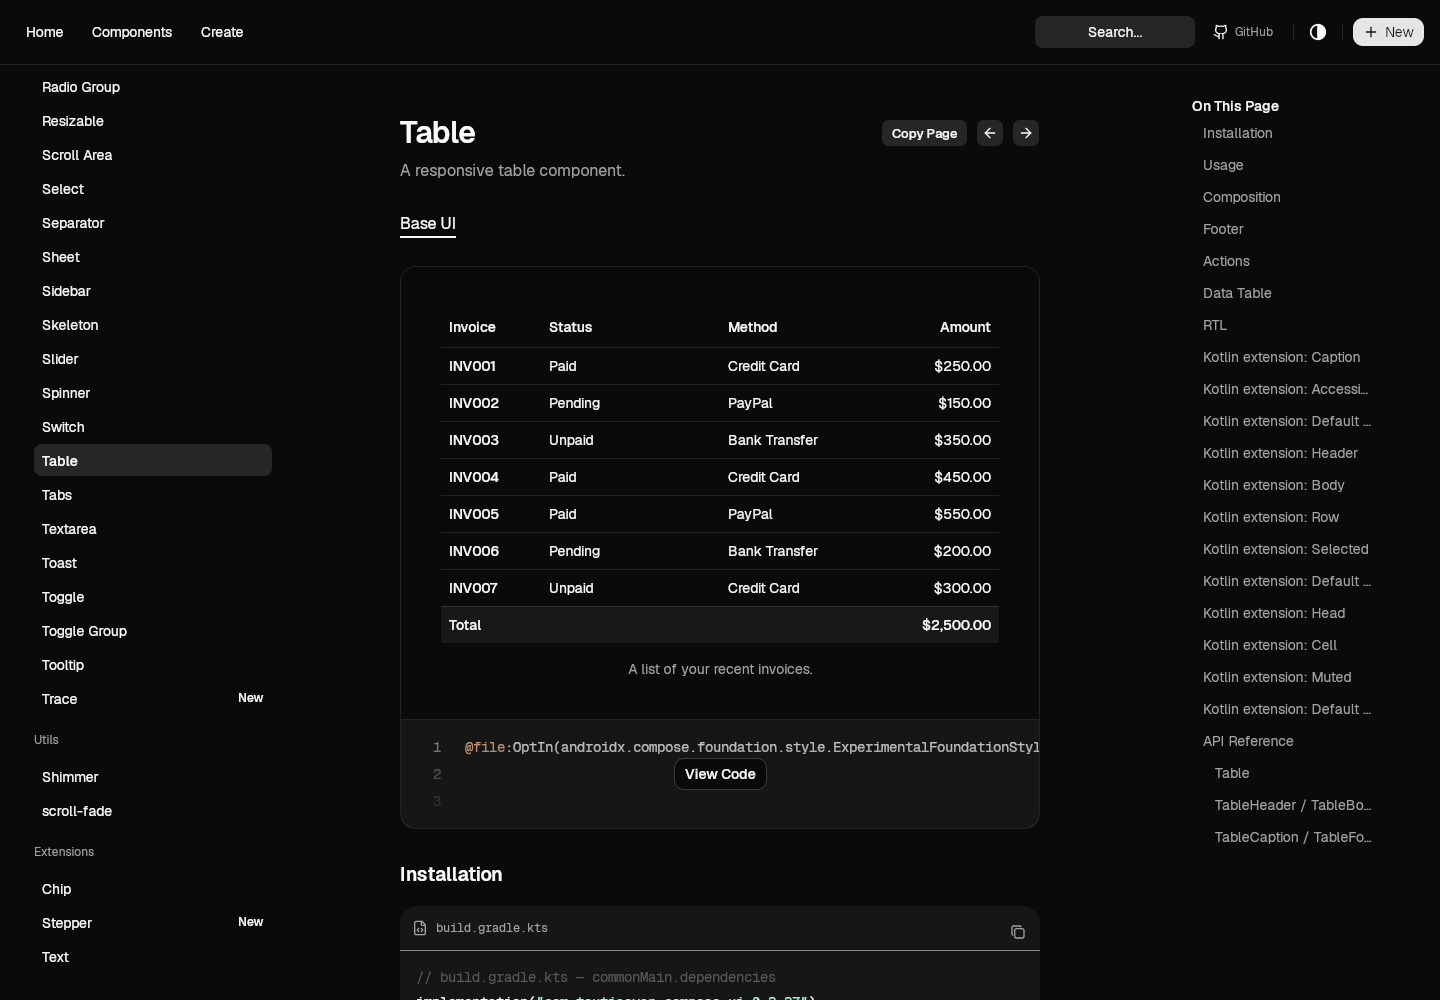 Home Components Create
Search... GitHub New
Radio Group
Resizable
Scroll Area
Select
Separator
Sheet
Sidebar
Skeleton
Slider
Spinner
Switch
Table
Tabs
Textarea
Toast
Toggle
Toggle Group
Tooltip
Trace New
Utils
Shimmer
scroll-fade
Extensions
Chip
Stepper New
Text
Table
Copy Page
A responsive table component.
Base UI
Invoice Status Method Amount
INV001 Paid Credit Card $250.00
INV002 Pending PayPal $150.00
INV003 Unpaid Bank Transfer $350.00
INV004 Paid Credit Card $450.00
INV005 Paid PayPal $550.00
INV006 Pending Bank Transfer $200.00
INV007 Unpaid Credit Card $300.00
Total $2,500.00
A list of your recent invoices.
1 @file:OptIn(androidx.compose.foundation.style.ExperimentalFoundationStyl
2
View Code
3
Installation
build.gradle.kts
// build.gradle.kts — commonMain.dependencies
On This Page
Installation
Usage
Composition
Footer
Actions
Data Table
RTL
Kotlin extension: Caption
Kotlin extension: Accessi...
Kotlin extension: Default ...
Kotlin extension: Header
Kotlin extension: Body
Kotlin extension: Row
Kotlin extension: Selected
Kotlin extension: Default ...
Kotlin extension: Head
Kotlin extension: Cell
Kotlin extension: Muted
Kotlin extension: Default ...
API Reference
Table
TableHeader / TableBo...
TableCaption / TableFo...